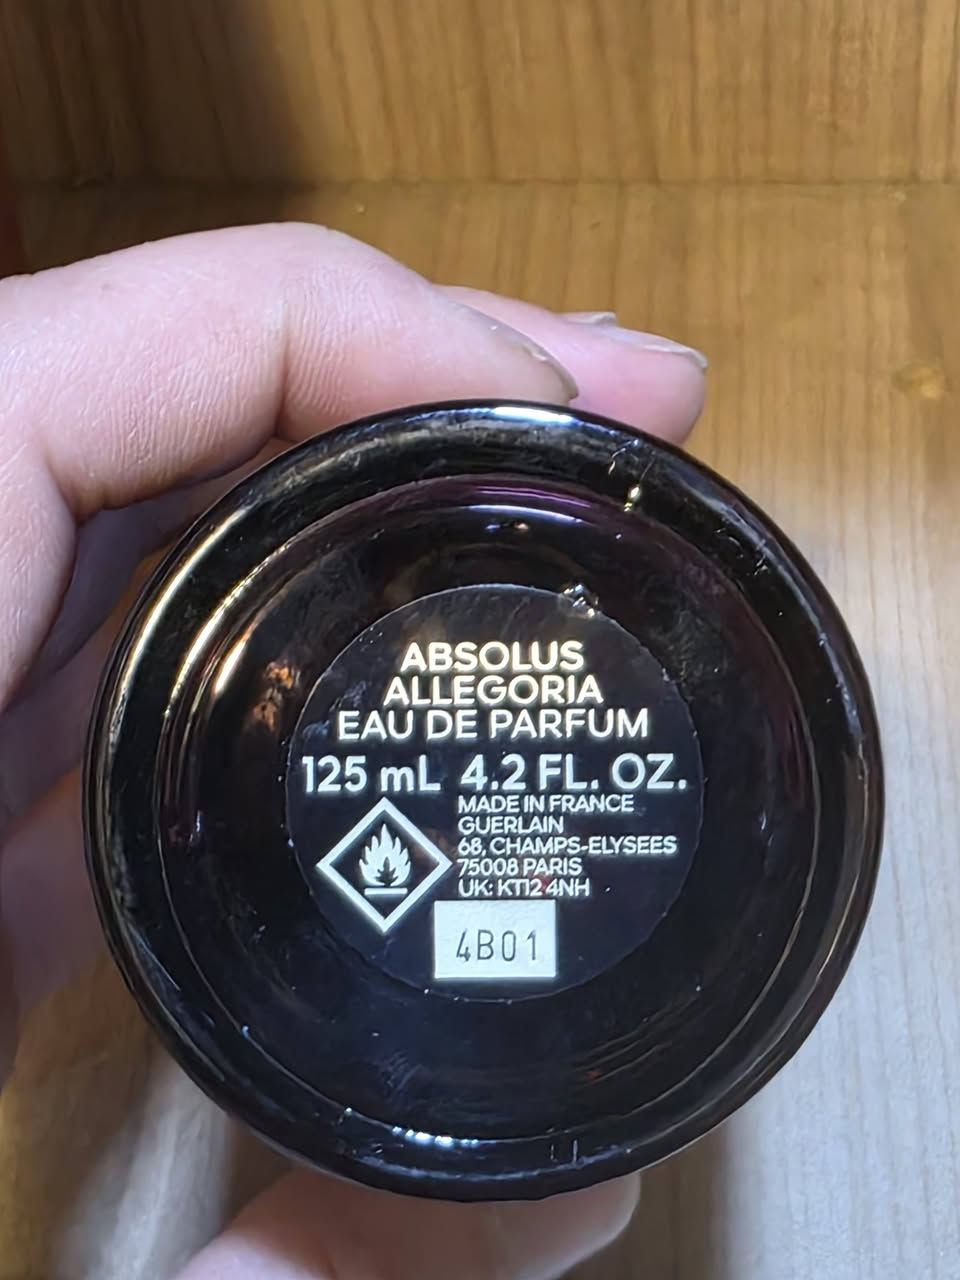 ABSOLUS
ALLEGORIA
EAU DE PARFUM
125 mL 4.2 FL. OZ.
MADE IN FRANCE
GUERLAIN
68, CHAMPS-ELYSEES
75008 PARIS
UK: KT12 4NH
4B01